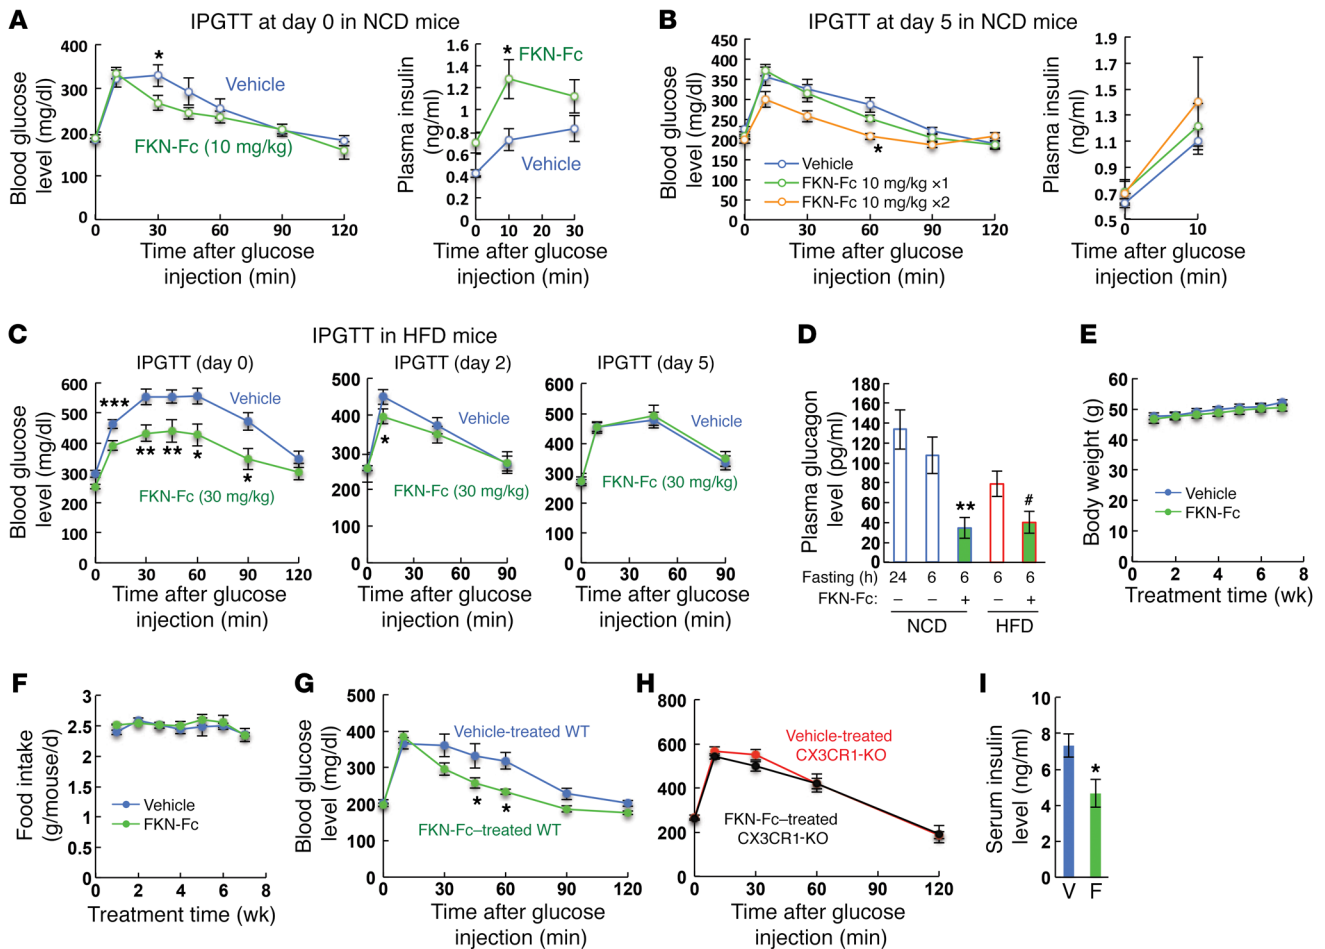 A
IPGTT at day 0 in NCD mice
Blood glucose
level (mg/dl)
400
300
200
100
0
*
Vehicle
FKN-Fc (10 mg/kg)
0 30 60 90 120
Time after glucose
injection (min)
Plasma insulin
(ng/ml)
1.6
1.4
1.2
1
0.8
0.6
0.4
0.2
0
*
FKN-Fc
Vehicle
0 10 20 30
Time after glucose
injection (min)
B
IPGTT at day 5 in NCD mice
Blood glucose
level (mg/dl)
450
400
350
300
250
200
150
100
50
0
*
Vehicle
FKN-Fc 10 mg/kg ×1
FKN-Fc 10 mg/kg ×2
0 30 60 90 120
Time after glucose
injection (min)
Plasma insulin
(ng/ml)
1.9
1.7
1.5
1.3
1.1
0.9
0.7
0.5
0 10
Time after glucose
injection (min)
C
IPGTT in HFD mice
IPGTT (day 0)
Blood glucose
level (mg/dl)
600
500
400
300
200
100
0
***
Vehicle
** ** *
*
FKN-Fc (30 mg/kg)
0 30 60 90 120
Time after glucose
injection (min)
IPGTT (day 2)
500
400
300
200
100
0
Vehicle
*
FKN-Fc (30 mg/kg)
0 30 60 90
Time after glucose
injection (min)
IPGTT (day 5)
600
500
400
300
200
100
0
Vehicle
FKN-Fc (30 mg/kg)
0 30 60 90
Time after glucose
injection (min)
D
Plasma glucagon
level (pg/ml)
180
160
140
120
100
80
60
40
20
0
**
#
Fasting (h) 24 6 6 6 6
FKN-Fc: – – + – +
NCD HFD
E
Body weight (g)
60
50
40
30
20
10
0
Vehicle
FKN-Fc
0 2 4 6 8
Treatment time (wk)
F
Food intake
(g/mouse/d)
3
2.5
2
1.5
1
0.5
0
Vehicle
FKN-Fc
0 2 4 6 8
Treatment time (wk)
G
Blood glucose
level (mg/dl)
500
400
300
200
100
0
Vehicle-treated WT
* *
FKN-Fc–treated WT
0 30 60 90 120
Time after glucose
injection (min)
H
800
600
400
200
0
Vehicle-treated
CX3CR1-KO
FKN-Fc–treated
CX3CR1-KO
0 30 60 90 120
Time after glucose
injection (min)
I
Serum insulin
level (ng/ml)
10
8
6
4
2
0
*
V F